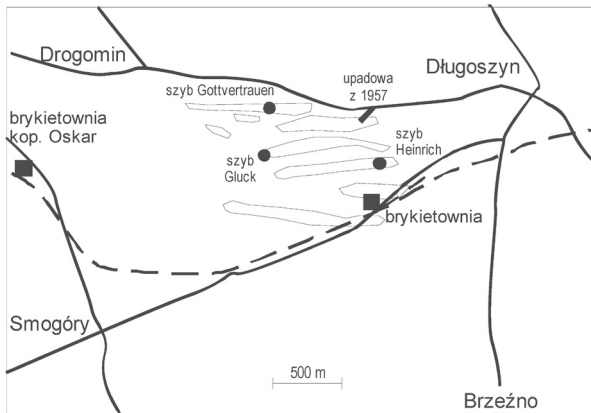 Drogomin
szyb Gottvertrauen
upadowa
z 1957
Długoszyn
brykietownia
kop. Oskar
szyb
Heinrich
szyb
Gluck
brykietownia
Smogóry
500 m
Brzeźno